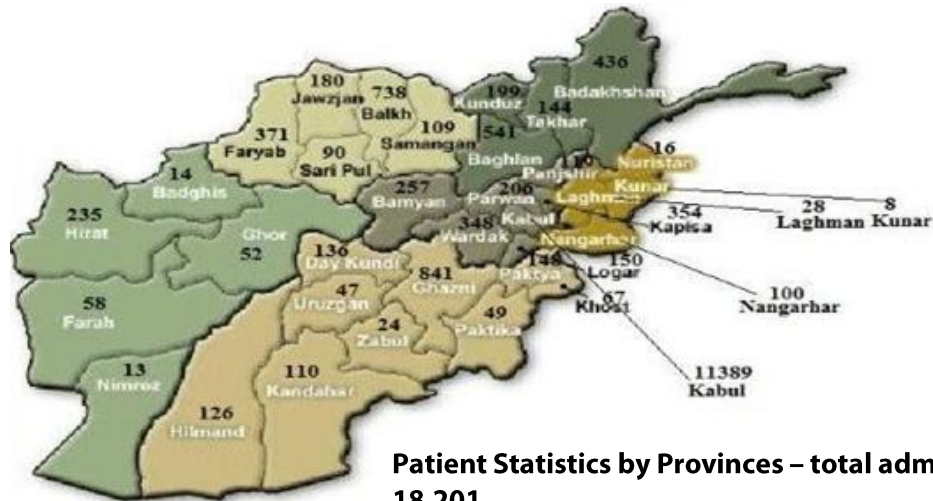 436
Badakhshan
180
Jawzjan
738
Balkh
199
Kunduz
144
Takhar
371
Faryab
109
Samangan
541
Baghlan
90
Sari Pul
119
Panjshir
16
Nuristan
14
Badghis
257
Bamyan
206
Parwan
Laghman
Kunar
8
Kunar
28
Laghman
354
Kapisa
235
Hirat
Ghor
52
348
Wardak
Kabul
Nangarhar
136
Day Kundi
841
Ghazni
148
Paktya
150
Logar
67
Khost
100
Nangarhar
58
Farah
47
Uruzgan
24
Zabul
49
Paktika
13
Nimroz
110
Kandahar
126
Hilmand
11389
Kabul
Patient Statistics by Provinces – total adm
18,201